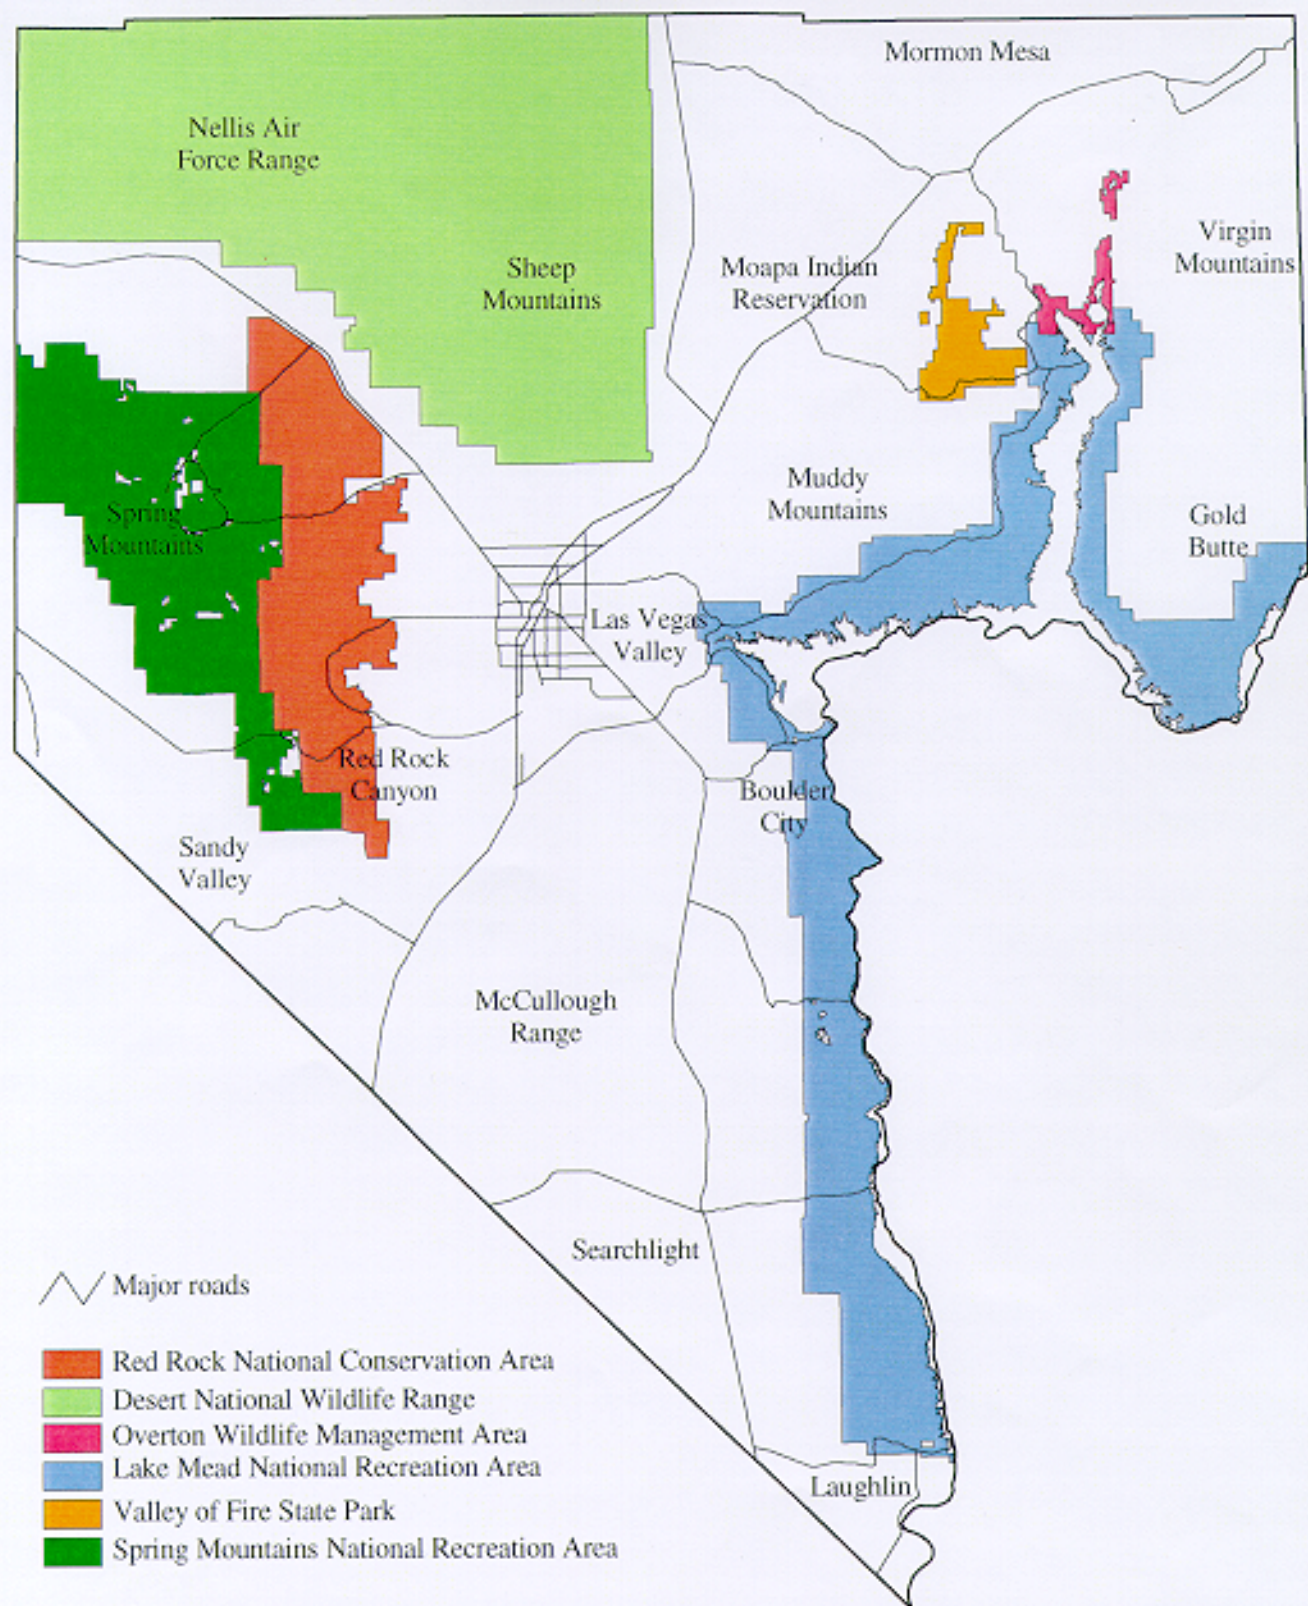 Mormon Mesa
Nellis Air
Force Range
Virgin
Mountains
Sheep
Mountains
Moapa Indian
Reservation
Muddy
Mountains
Spring
Mountains
Gold
Butte
Las Vegas
Valley
Red Rock
Canyon
Boulder
City
Sandy
Valley
McCullough
Range
Searchlight
Major roads
Red Rock National Conservation Area
Desert National Wildlife Range
Overton Wildlife Management Area
Lake Mead National Recreation Area
Laughlin
Valley of Fire State Park
Spring Mountains National Recreation Area